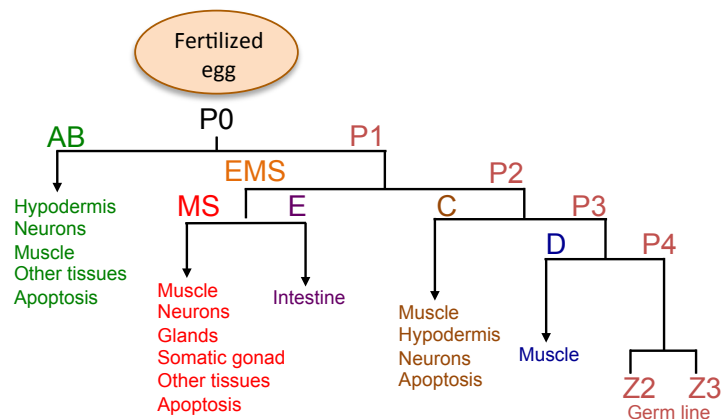 Fertilized
egg
P0
AB
P1
EMS
P2
MS
E
C
P3
D
P4
Hypodermis
Neurons
Muscle
Other tissues
Apoptosis
Muscle
Neurons
Glands
Somatic gonad
Other tissues
Apoptosis
Intestine
Muscle
Hypodermis
Neurons
Apoptosis
Muscle
Z2
Z3
Germ line